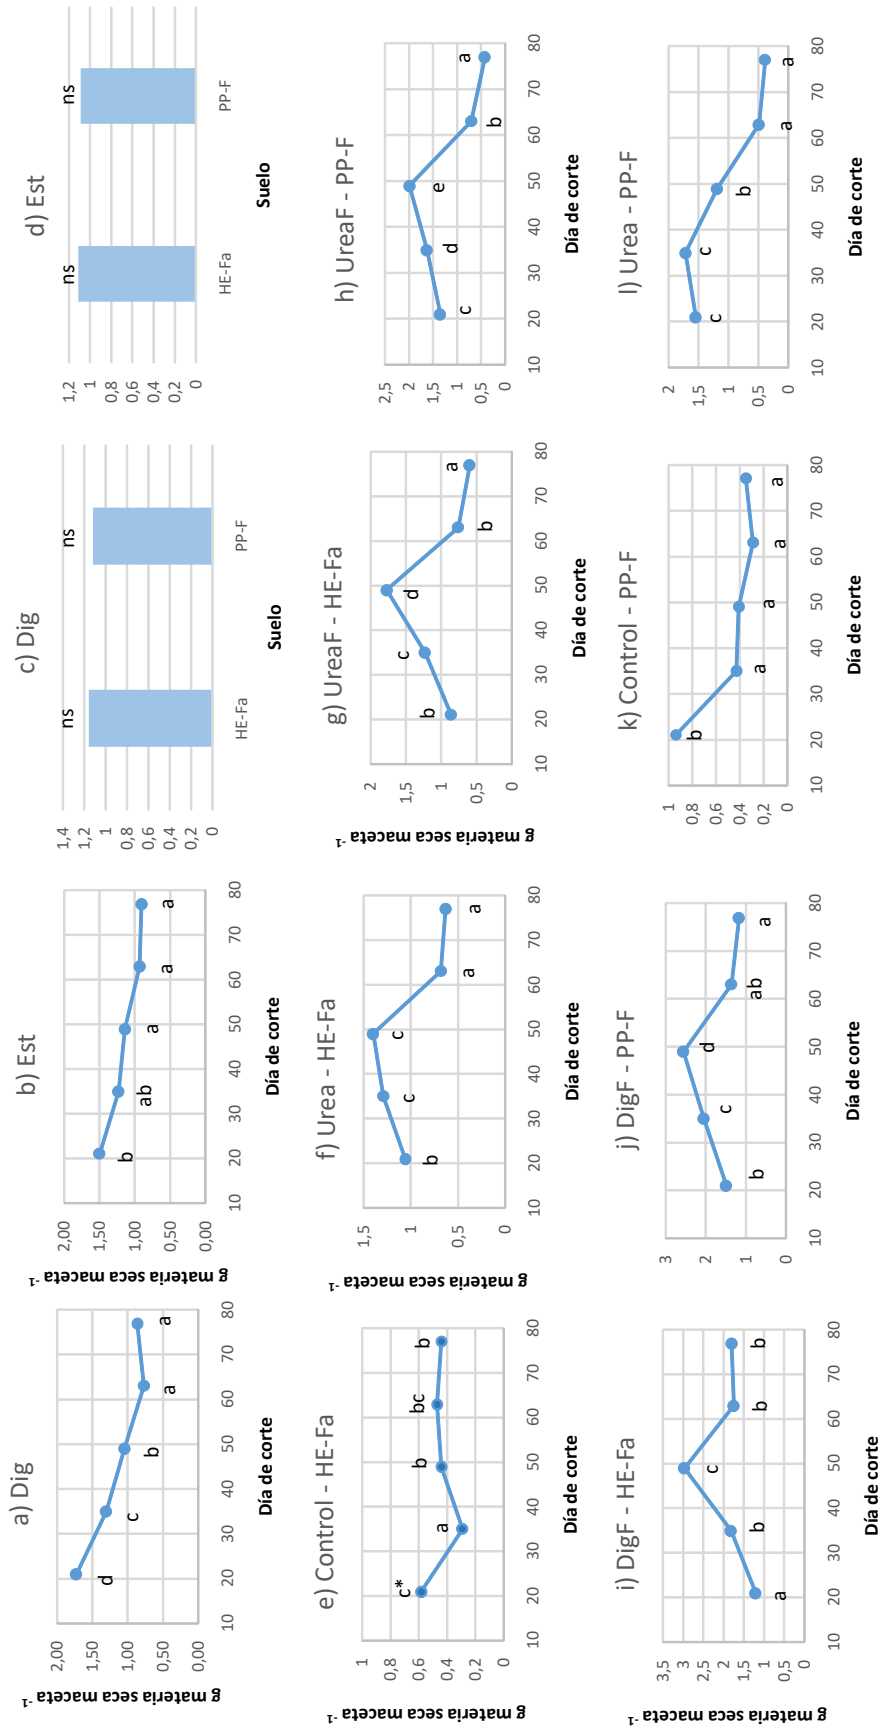 a) Dig
g materia seca maceta⁻¹
2,00
1,50
1,00
0,50
0,00
d
c
b
a
a
10 20 30 40 50 60 70 80
Día de corte
b) Est
g materia seca maceta⁻¹
2,00
1,50
1,00
0,50
0,00
b
ab
a
a
a
10 20 30 40 50 60 70 80
Día de corte
c) Dig
1,4
1,2
1
0,8
0,6
0,4
0,2
0
ns ns
HE-Fa PP-F
Suelo
d) Est
1,2
1
0,8
0,6
0,4
0,2
0
ns ns
HE-Fa PP-F
Suelo
e) Control - HE-Fa
g materia seca maceta⁻¹
1
0,8
0,6
0,4
0,2
0
c*
a
b
bc
b
10 20 30 40 50 60 70 80
Día de corte
f) Urea - HE-Fa
g materia seca maceta⁻¹
1,5
1
0,5
0
b
c
c
a
a
10 20 30 40 50 60 70 80
Día de corte
g) UreaF - HE-Fa
g materia seca maceta⁻¹
2
1,5
1
0,5
0
b
c
d
b
a
10 20 30 40 50 60 70 80
Día de corte
h) UreaF - PP-F
2,5
2
1,5
1
0,5
0
c
d
e
b
a
10 20 30 40 50 60 70 80
Día de corte
i) DigF - HE-Fa
g materia seca maceta⁻¹
3,5
3
2,5
2
1,5
1
0,5
0
a
b
c
b
b
10 20 30 40 50 60 70 80
Día de corte
j) DigF - PP-F
3
2
1
0
b
c
d
ab
a
10 20 30 40 50 60 70 80
Día de corte
k) Control - PP-F
1
0,8
0,6
0,4
0,2
0
b
a
a
a
a
10 20 30 40 50 60 70 80
Día de corte
l) Urea - PP-F
2
1,5
1
0,5
0
c
c
b
a
a
10 20 30 40 50 60 70 80
Día de corte